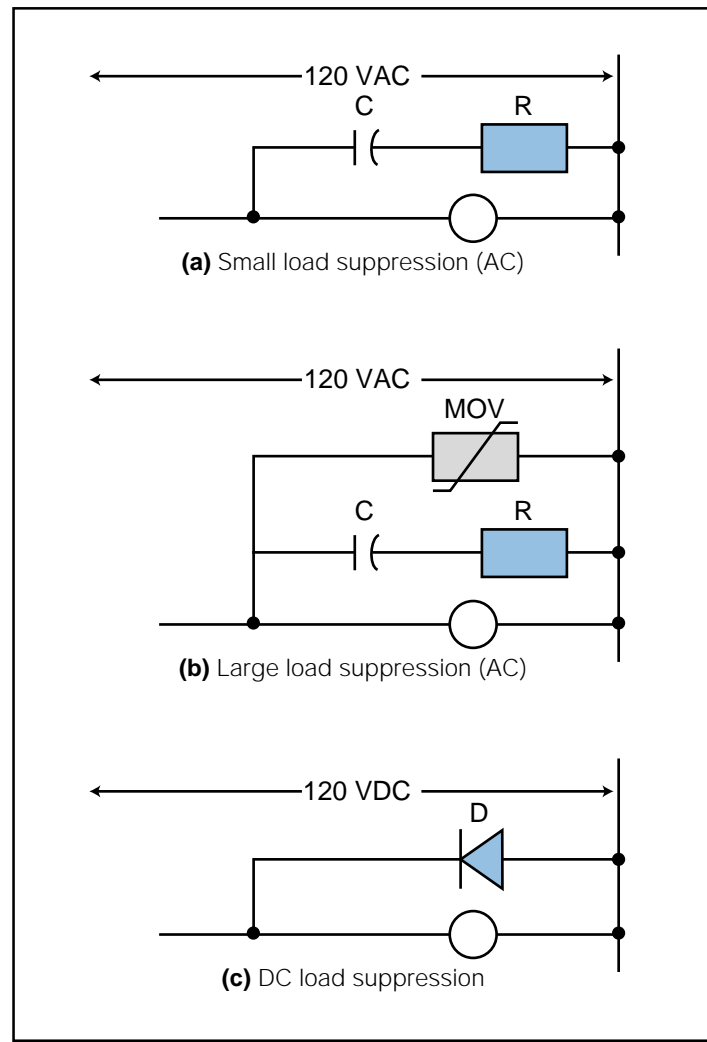 120 VAC
C R
(a) Small load suppression (AC)
120 VAC
MOV
C R
(b) Large load suppression (AC)
120 VDC
D
(c) DC load suppression